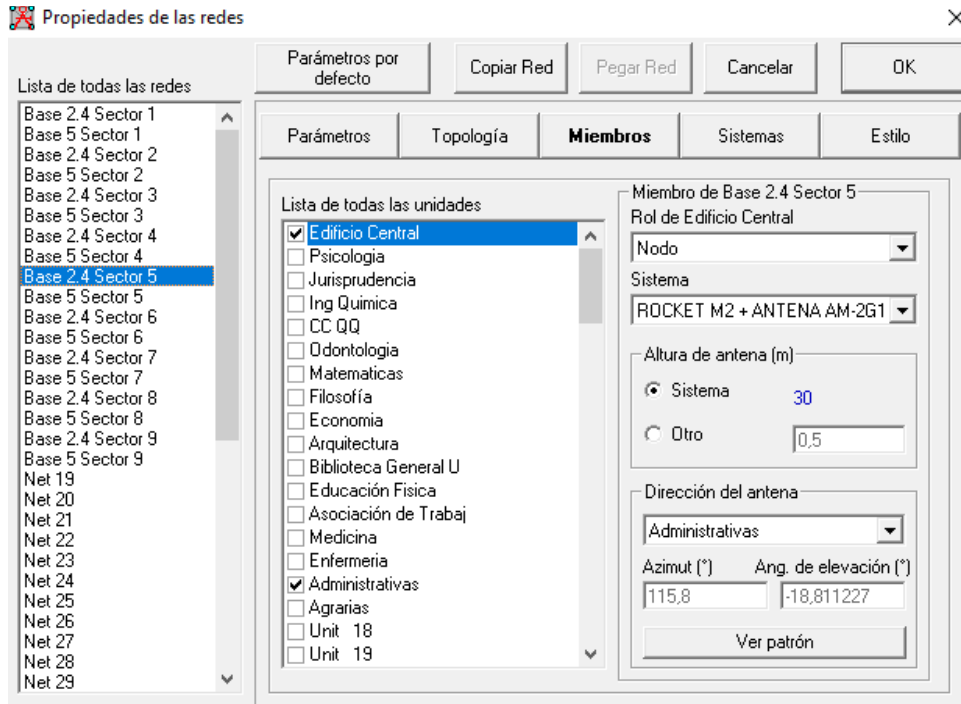 Propiedades de las redes
Parámetros por defecto
Copiar Red
Pegar Red
Cancelar
OK
Lista de todas las redes
Base 2.4 Sector 1
Base 5 Sector 1
Base 2.4 Sector 2
Base 5 Sector 2
Base 2.4 Sector 3
Base 5 Sector 3
Base 2.4 Sector 4
Base 5 Sector 4
Base 2.4 Sector 5
Base 5 Sector 5
Base 2.4 Sector 6
Base 5 Sector 6
Base 2.4 Sector 7
Base 5 Sector 7
Base 2.4 Sector 8
Base 5 Sector 8
Base 2.4 Sector 9
Base 5 Sector 9
Net 19
Net 20
Net 21
Net 22
Net 23
Net 24
Net 25
Net 26
Net 27
Net 28
Net 29
Parámetros
Topología
Miembros
Sistemas
Estilo
Lista de todas las unidades
Edificio Central
Psicologia
Jurisprudencia
Ing Quimica
CC QQ
Odontologia
Matematicas
Filosofía
Economia
Arquitectura
Biblioteca General U
Educación Fisica
Asociación de Trabaj
Medicina
Enfermeria
Administrativas
Agrarias
Unit 18
Unit 19
Miembro de Base 2.4 Sector 5
Rol de Edificio Central
Nodo
Sistema
ROCKET M2 + ANTENA AM-2G1
Altura de antena (m)
Sistema 30
Otro 0,5
Dirección del antena
Administrativas
Azimut (°) Ang. de elevación (°)
115,8 -18,811227
Ver patrón